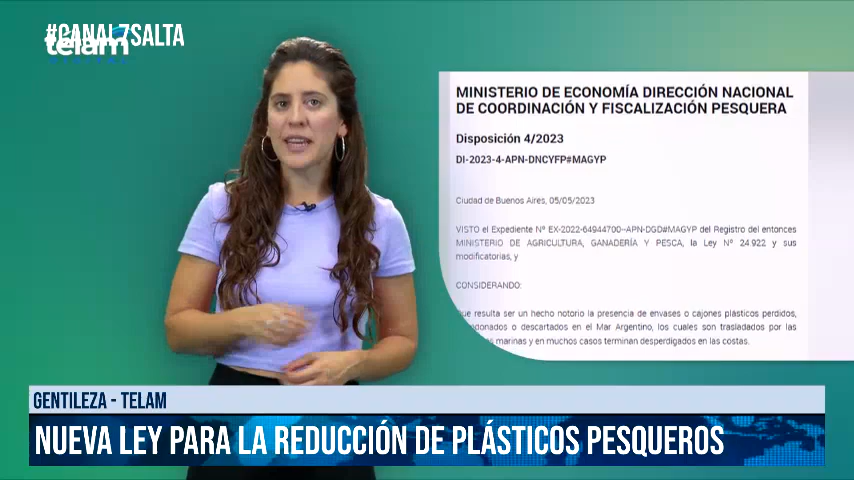 #CANAL7SALTA
télam
MINISTERIO DE ECONOMÍA DIRECCIÓN NACIONAL
DE COORDINACIÓN Y FISCALIZACIÓN PESQUERA
Disposición 4/2023
DI-2023-4-APN-DNCYFP#MAGYP
Ciudad de Buenos Aires, 05/05/2023
VISTO el Expediente Nº EX-2022-64944700--APN-DGD#MAGYP del Registro del entonces
MINISTERIO DE AGRICULTURA, GANADERÍA Y PESCA, la Ley Nº 24.922 y sus
modificatorias, y
CONSIDERANDO:
resulta ser un hecho notorio la presencia de envases o cajones plásticos perdidos,
o descartados en el Mar Argentino, los cuales son trasladados por las
marinas y en muchos casos terminan desperdigados en las costas.
GENTILEZA - TELAM
NUEVA LEY PARA LA REDUCCIÓN DE PLÁSTICOS PESQUEROS